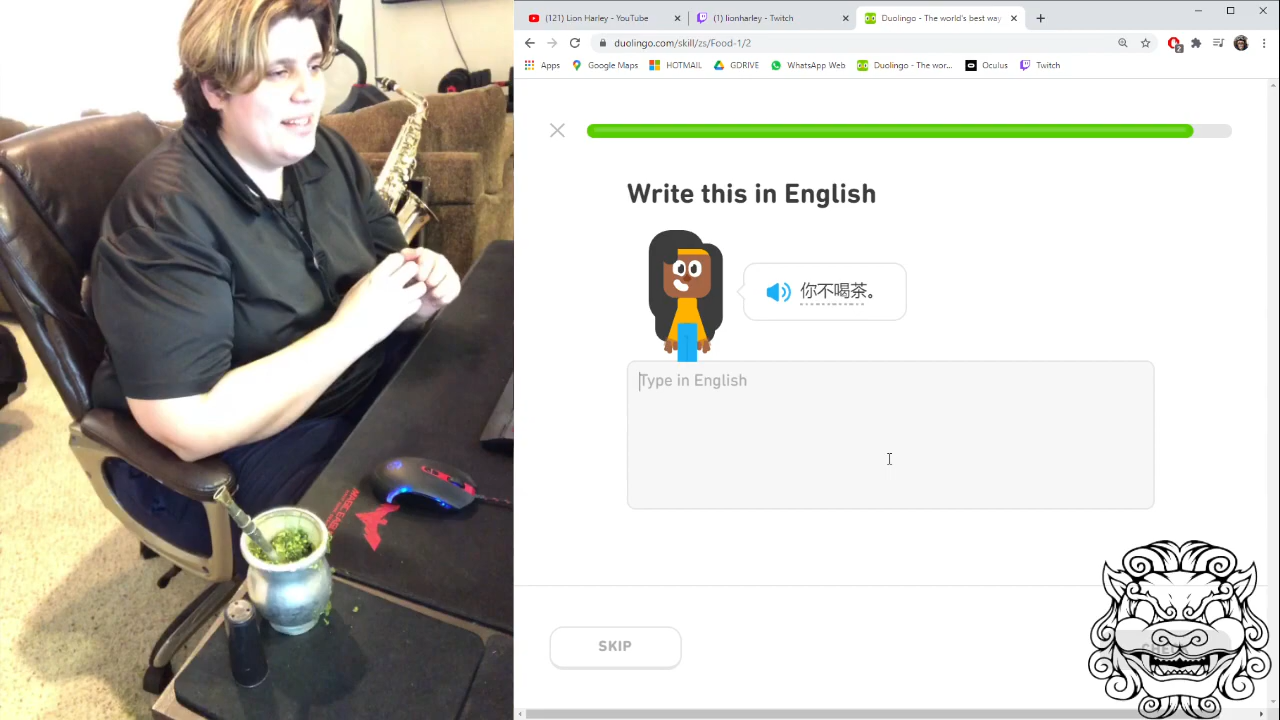 (121) Lion Harley - YouTube
(1) lionharley - Twitch
Duolingo - The world's best way
duolingo.com/skill/zs/Food-1/2
2
Apps
Google Maps
HOTMAIL
GDRIVE
WhatsApp Web
Duolingo - The wor...
Oculus
Twitch
Write this in English
你不喝茶。
Type in English
SKIP